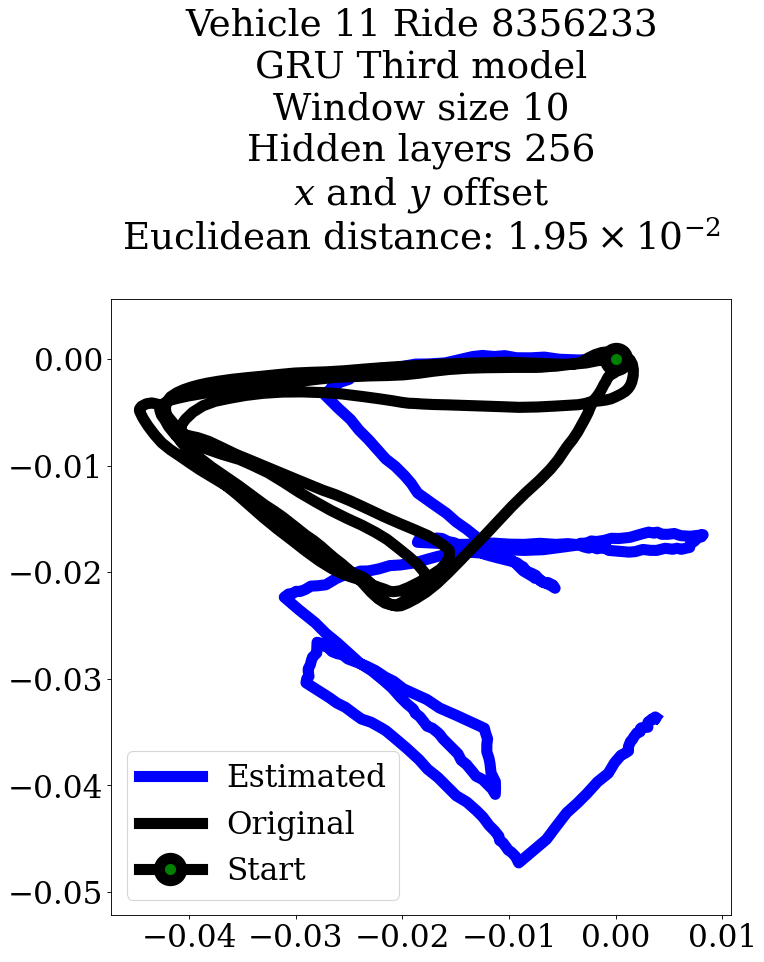 Vehicle 11 Ride 8356233
GRU Third model
Window size 10
Hidden layers 256
x and y offset
Euclidean distance: 1.95 × 10⁻²
0.00
−0.01
−0.02
−0.03
−0.04
−0.05
Estimated
Original
Start
−0.04 −0.03 −0.02 −0.01 0.00 0.01